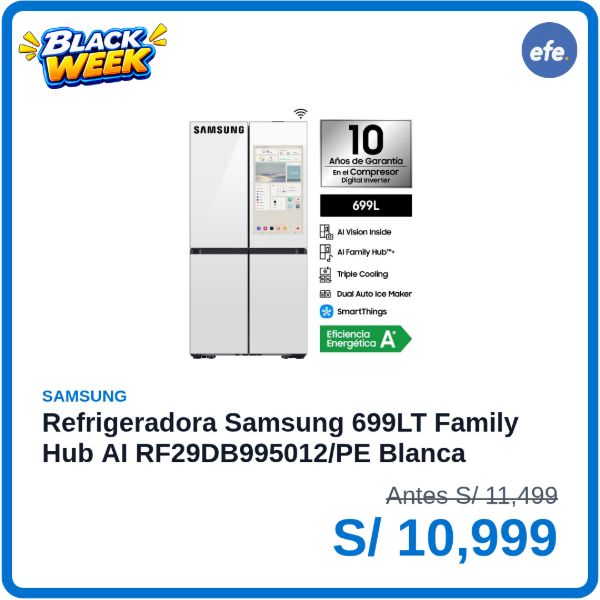 BLACK
WEEK
efe.
SAMSUNG
10
Años de Garantía
En el Compresor
Digital Inverter
699L
AI Vision Inside
AI Family Hub™+
Triple Cooling
Dual Auto Ice Maker
SmartThings
Eficiencia
Energética A+
SAMSUNG
Refrigeradora Samsung 699LT Family
Hub AI RF29DB995012/PE Blanca
Antes S/ 11,499
S/ 10,999